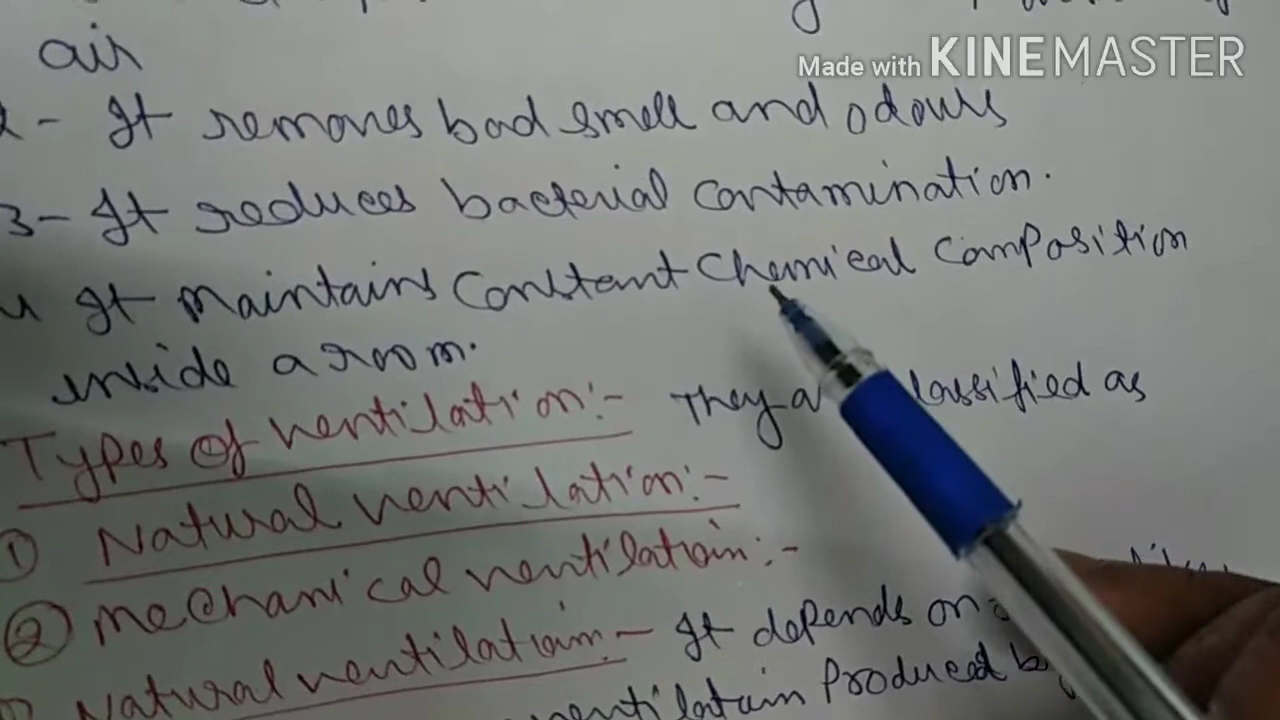 Made with KINEMASTER
air
2- It removes bad smell and odours
3- It reduces bacterial contamination.
4 It maintains constant chemical composition
inside a room.
Types of ventilation:- They classified as
① Natural ventilation:-
② Mechanical ventilation:-
Natural ventilation:- It depends on
ventilation produced by